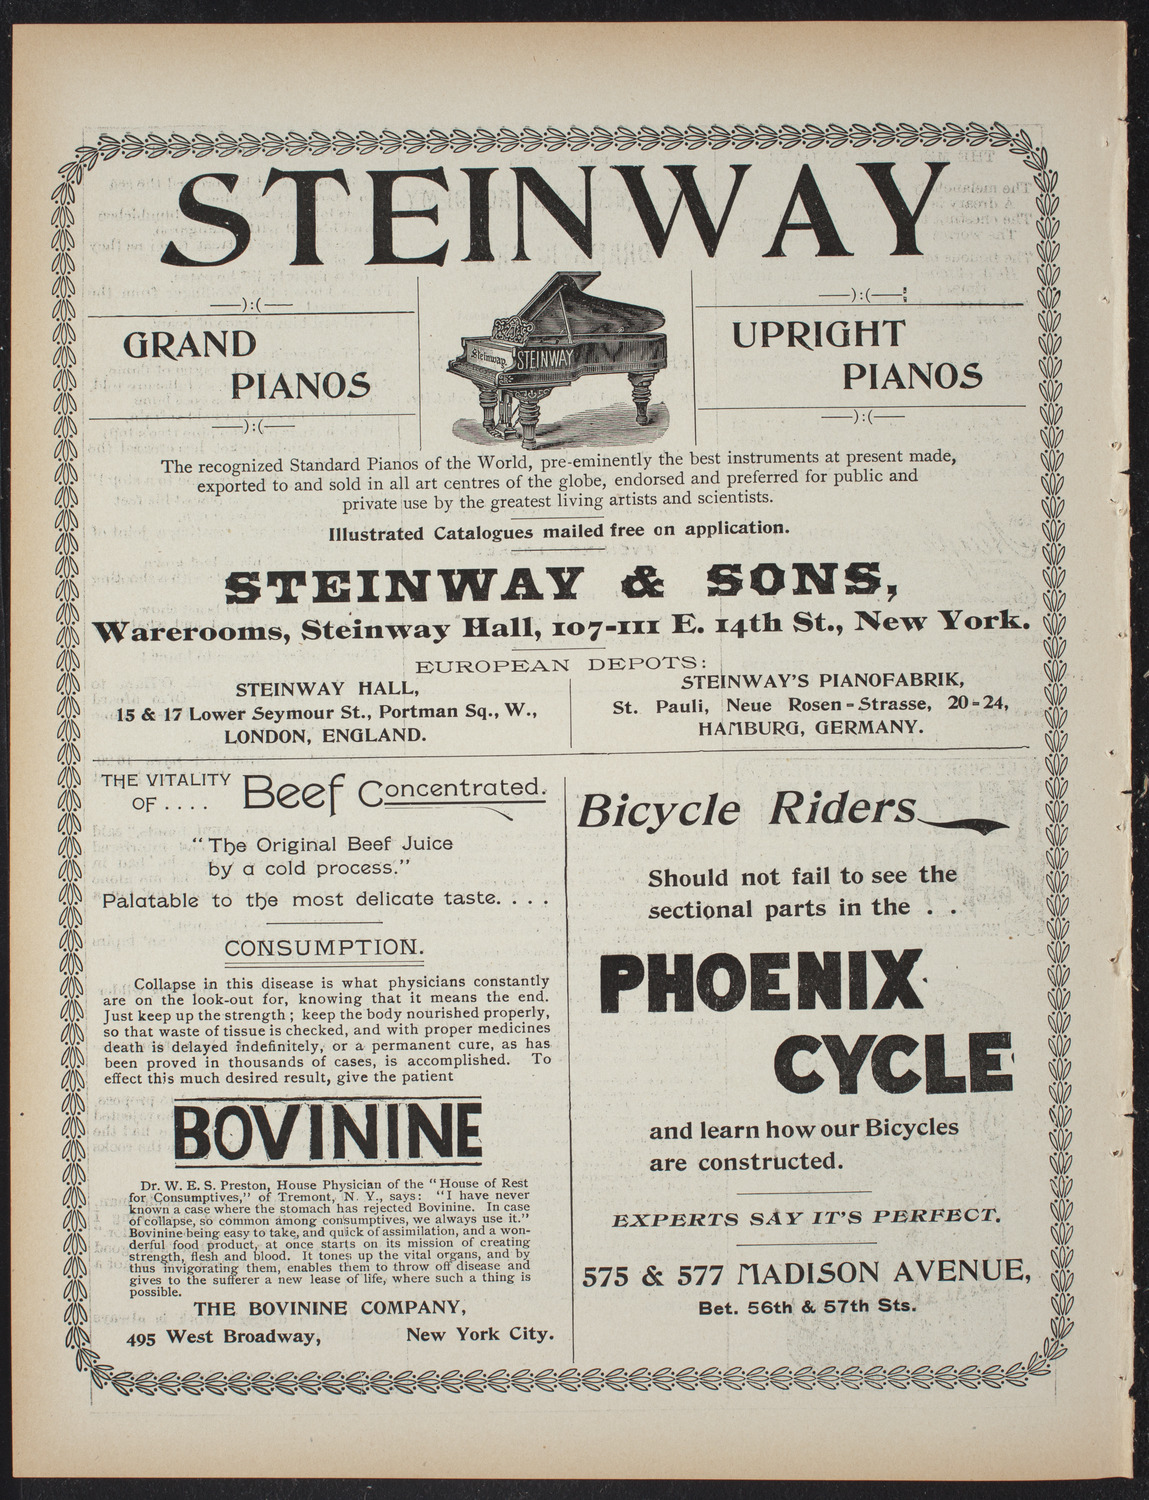 STEINWAY
GRAND
PIANOS
Steinway
STEINWAY
UPRIGHT
PIANOS
The recognized Standard Pianos of the World, pre-eminently the best instruments at present made,
exported to and sold in all art centres of the globe, endorsed and preferred for public and
private use by the greatest living artists and scientists.
Illustrated Catalogues mailed free on application.
STEINWAY & SONS,
Warerooms, Steinway Hall, 107-111 E. 14th St., New York.
EUROPEAN DEPOTS:
STEINWAY HALL,
15 & 17 Lower Seymour St., Portman Sq., W.,
LONDON, ENGLAND.
STEINWAY'S PIANOFABRIK,
St. Pauli, Neue Rosen-Strasse, 20-24,
HAMBURG, GERMANY.
THE VITALITY
OF ....
Beef Concentrated.
"The Original Beef Juice
by a cold process."
Palatable to the most delicate taste. . . .
CONSUMPTION.
Collapse in this disease is what physicians constantly
are on the look-out for, knowing that it means the end.
Just keep up the strength; keep the body nourished properly,
so that waste of tissue is checked, and with proper medicines
death is delayed indefinitely, or a permanent cure, as has
been proved in thousands of cases, is accomplished. To
effect this much desired result, give the patient
BOVININE
Dr. W. E. S. Preston, House Physician of the "House of Rest
for Consumptives," of Tremont, N. Y., says: "I have never
known a case where the stomach has rejected Bovinine. In case
of collapse, so common among consumptives, we always use it."
Bovinine being easy to take, and quick of assimilation, and a won-
derful food product, at once starts on its mission of creating
strength, flesh and blood. It tones up the vital organs, and by
thus invigorating them, enables them to throw off disease and
gives to the sufferer a new lease of life, where such a thing is
possible.
THE BOVININE COMPANY,
495 West Broadway, New York City.
Bicycle Riders
Should not fail to see the
sectional parts in the . .
PHOENIX
CYCLE
and learn how our Bicycles
are constructed.
EXPERTS SAY IT'S PERFECT.
575 & 577 MADISON AVENUE,
Bet. 56th & 57th Sts.